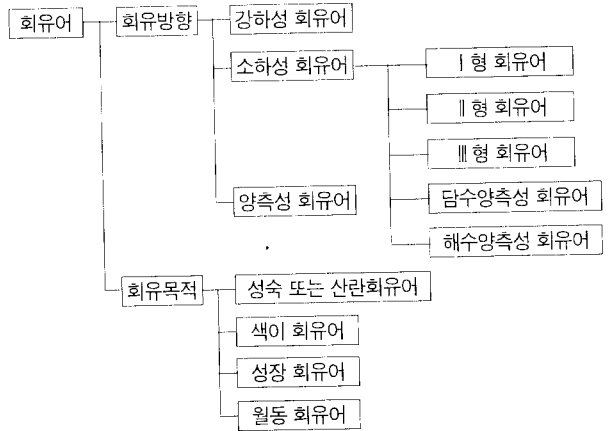 회유어
회유방향
강하성 회유어
소하성 회유어
Ⅰ형 회유어
Ⅱ형 회유어
Ⅲ형 회유어
담수양측성 회유어
해수양측성 회유어
양측성 회유어
회유목적
성숙 또는 산란회유어
색이 회유어
성장 회유어
월동 회유어